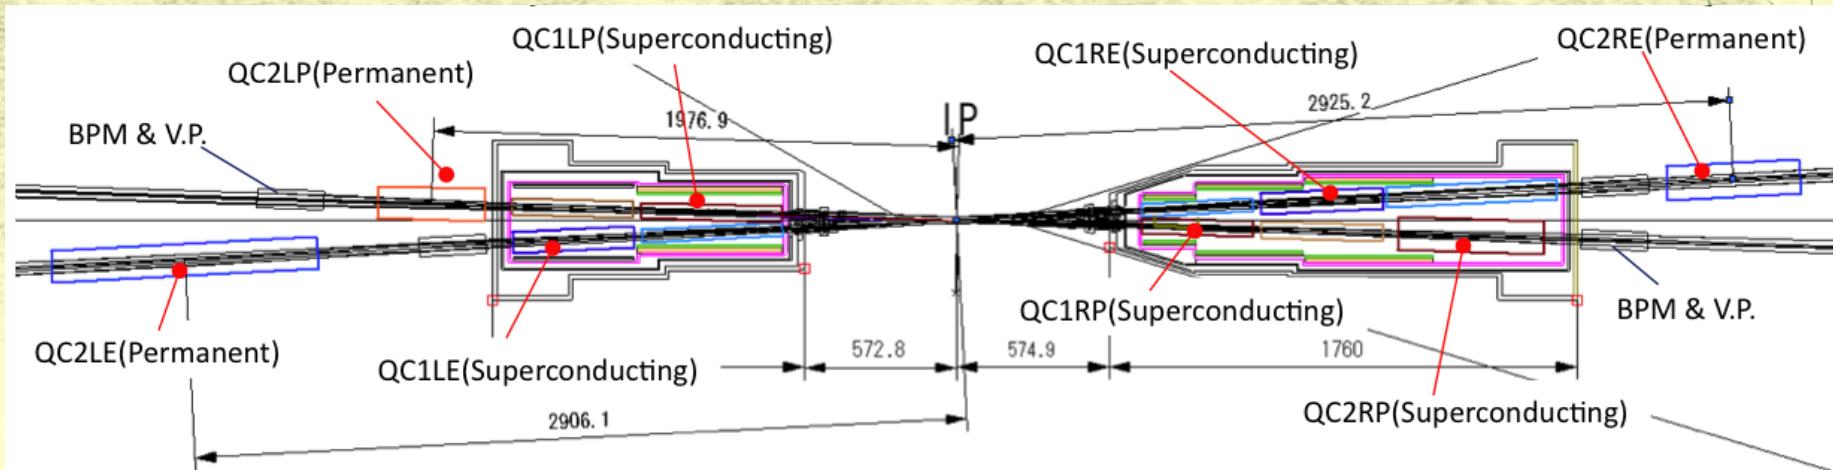 QC1LP(Superconducting)
QC2RE(Permanent)
QC1RE(Superconducting)
QC2LP(Permanent)
2925.2
IP
1976.9
BPM & V.P.
QC1RP(Superconducting)
BPM & V.P.
QC2LE(Permanent)
572.8
574.9
1760
QC1LE(Superconducting)
QC2RP(Superconducting)
2906.1